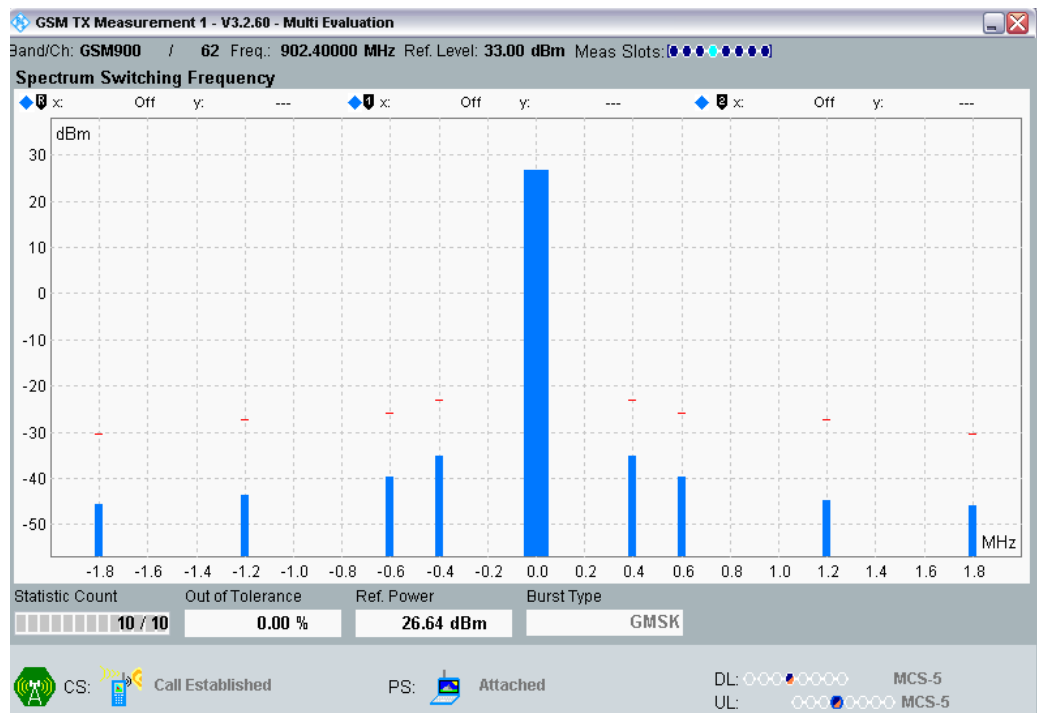 GSM TX Measurement 1 - V3.2.60 - Multi Evaluation
Band/Ch: GSM900 / 62 Freq.: 902.40000 MHz Ref. Level: 33.00 dBm Meas Slots:
Spectrum Switching Frequency
R x: Off y: --- 1 x: Off y: --- 2 x: Off y: ---
dBm
30
20
10
0
-10
-20
-30
-40
-50
MHz
-1.8 -1.6 -1.4 -1.2 -1.0 -0.8 -0.6 -0.4 -0.2 0.0 0.2 0.4 0.6 0.8 1.0 1.2 1.4 1.6 1.8
Statistic Count Out of Tolerance Ref. Power Burst Type
10 / 10 0.00 % 26.64 dBm GMSK
CS: Call Established PS: Attached DL: MCS-5
UL: MCS-5